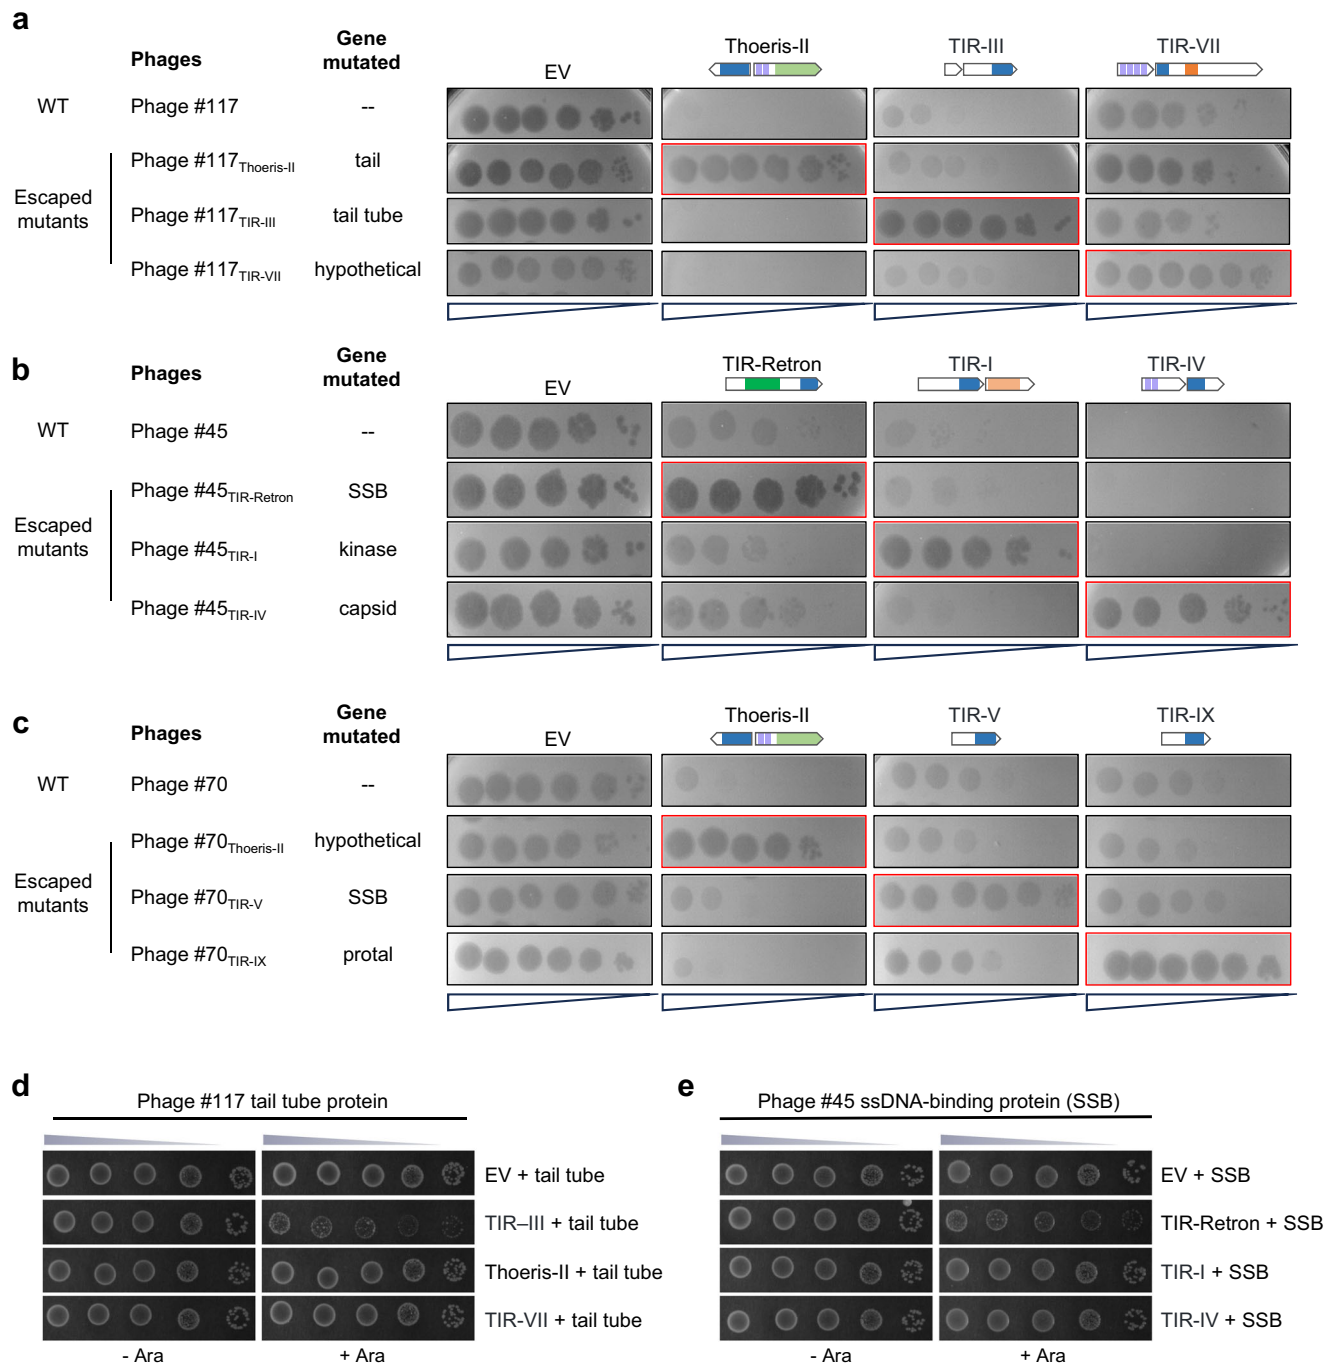 a
Phages
Gene mutated
EV
Thoeris-II
TIR-III
TIR-VII
WT
Phage #117
--
Escaped mutants
Phage #117Thoeris-II
tail
Phage #117TIR-III
tail tube
Phage #117TIR-VII
hypothetical
b
Phages
Gene mutated
EV
TIR-Retron
TIR-I
TIR-IV
WT
Phage #45
--
Escaped mutants
Phage #45TIR-Retron
SSB
Phage #45TIR-I
kinase
Phage #45TIR-IV
capsid
c
Phages
Gene mutated
EV
Thoeris-II
TIR-V
TIR-IX
WT
Phage #70
--
Escaped mutants
Phage #70Thoeris-II
hypothetical
Phage #70TIR-V
SSB
Phage #70TIR-IX
protal
d
Phage #117 tail tube protein
EV + tail tube
TIR–III + tail tube
Thoeris-II + tail tube
TIR-VII + tail tube
- Ara
+ Ara
e
Phage #45 ssDNA-binding protein (SSB)
EV + SSB
TIR-Retron + SSB
TIR-I + SSB
TIR-IV + SSB
- Ara
+ Ara